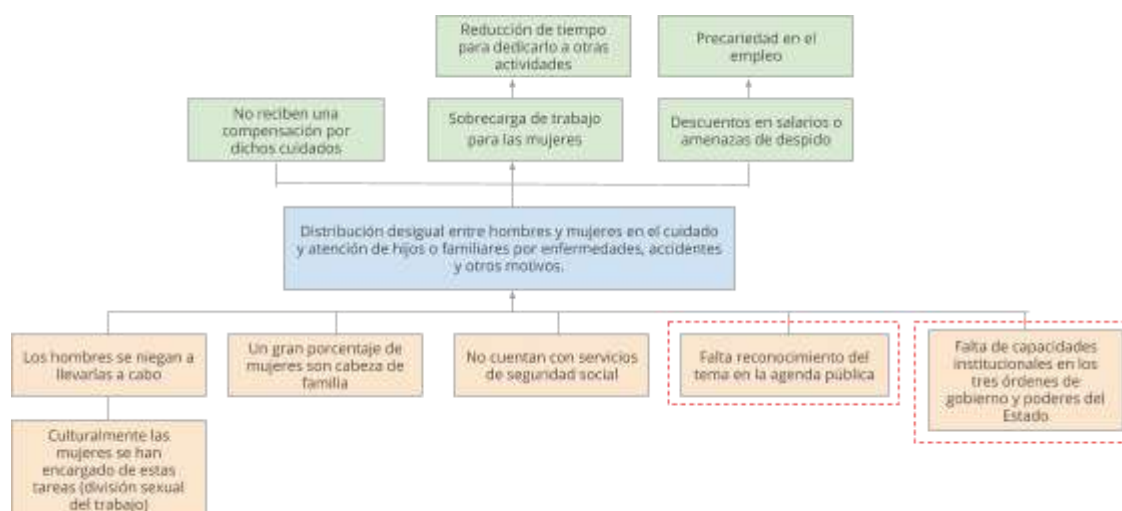 Reducción de tiempo
para dedicarlo a otras
actividades
Precariedad en el
empleo
No reciben una
compensación por
dichos cuidados
Sobrecarga de trabajo
para las mujeres
Descuentos en salarios o
amenazas de despido
Distribución desigual entre hombres y mujeres en el cuidado
y atención de hijos o familiares por enfermedades, accidentes
y otros motivos.
Los hombres se niegan a
llevarlas a cabo
Un gran porcentaje de
mujeres son cabeza de
familia
No cuentan con servicios
de seguridad social
Falta reconocimiento del
tema en la agenda pública
Falta de capacidades
institucionales en los
tres órdenes de
gobierno y poderes del
Estado.
Culturalmente las
mujeres se han
encargado de estas
tareas (división sexual
del trabajo)